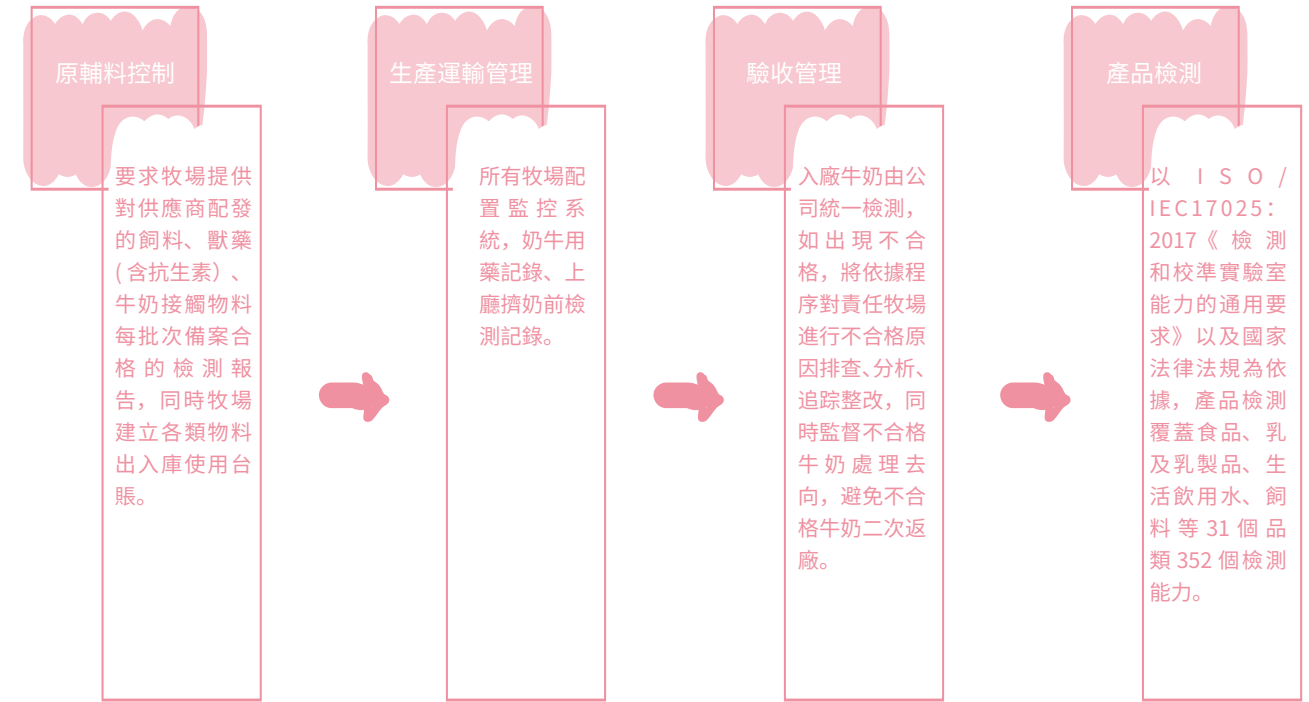 原輔料控制
要求牧場提供
對供應商配發
的飼料、獸藥
(含抗生素）、
牛奶接觸物料
每批次備案合
格的檢測報
告，同時牧場
建立各類物料
出入庫使用台
賬。
生產運輸管理
所有牧場配
置監控系
統，奶牛用
藥記錄、上
廳擠奶前檢
測記錄。
驗收管理
入廠牛奶由公
司統一檢測，
如出現不合
格，將依據程
序對責任牧場
進行不合格原
因排查、分析、
追踪整改，同
時監督不合格
牛奶處理去
向，避免不合
格牛奶二次返
廠。
產品檢測
以 ISO/
IEC17025：
2017《檢測
和校準實驗室
能力的通用要
求》以及國家
法律法規為依
據，產品檢測
覆蓋食品、乳
及乳製品、生
活飲用水、飼
料等 31 個品
類 352 個檢測
能力。